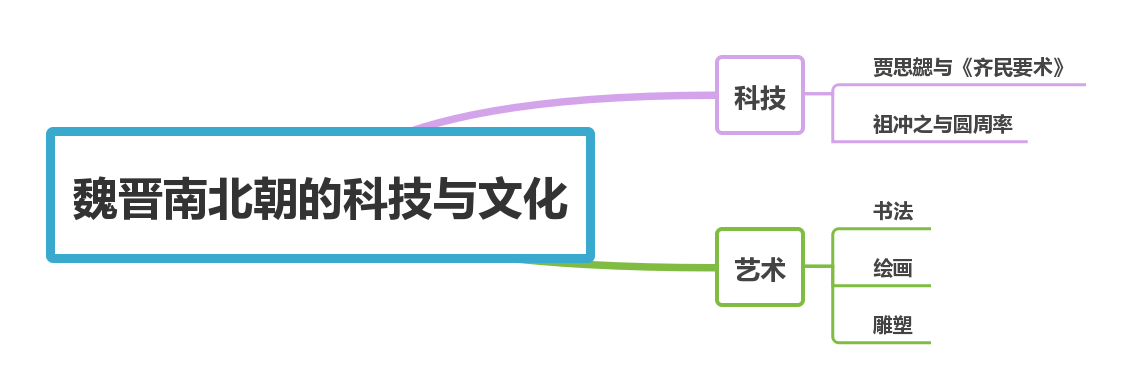 魏晋南北朝的科技与文化
科技
贾思勰与《齐民要术》
祖冲之与圆周率
艺术
书法
绘画
雕塑